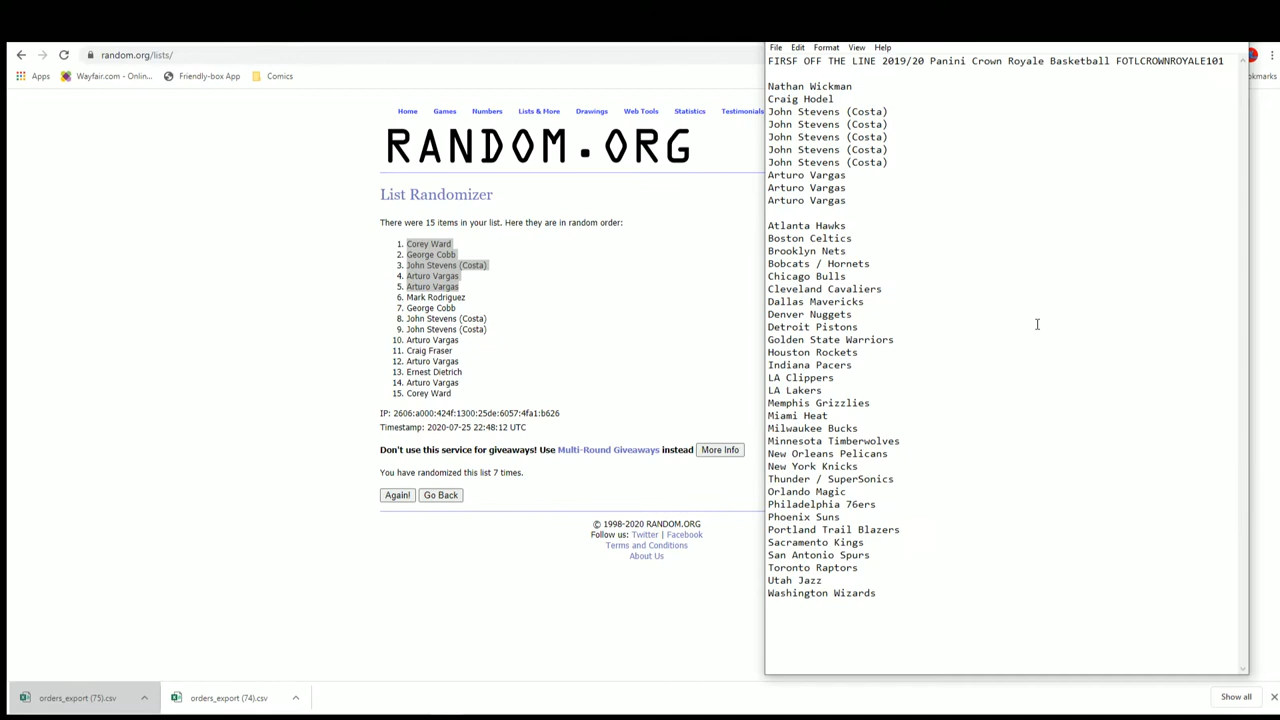 random.org/lists/
Apps
Wayfair.com - Onlin...
Friendly-box App
Comics
Home
Games
Numbers
Lists & More
Drawings
Web Tools
Statistics
Testimonials
RANDOM.ORG
List Randomizer
There were 15 items in your list. Here they are in random order:
1. Corey Ward
2. George Cobb
3. John Stevens (Costa)
4. Arturo Vargas
5. Arturo Vargas
6. Mark Rodriguez
7. George Cobb
8. John Stevens (Costa)
9. John Stevens (Costa)
10. Arturo Vargas
11. Craig Fraser
12. Arturo Vargas
13. Ernest Dietrich
14. Arturo Vargas
15. Corey Ward
IP: 2606:a000:424f:1300:25de:6057:4fa1:b626
Timestamp: 2020-07-25 22:48:12 UTC
Don't use this service for giveaways! Use Multi-Round Giveaways instead More Info
You have randomized this list 7 times.
Again! Go Back
© 1998-2020 RANDOM.ORG
Follow us: Twitter | Facebook
Terms and Conditions
About Us
File Edit Format View Help
FIRSF OFF THE LINE 2019/20 Panini Crown Royale Basketball FOTLCROWNROYALE101
Nathan Wickman
Craig Hodel
John Stevens (Costa)
John Stevens (Costa)
John Stevens (Costa)
John Stevens (Costa)
John Stevens (Costa)
Arturo Vargas
Arturo Vargas
Arturo Vargas
Atlanta Hawks
Boston Celtics
Brooklyn Nets
Bobcats / Hornets
Chicago Bulls
Cleveland Cavaliers
Dallas Mavericks
Denver Nuggets
Detroit Pistons
Golden State Warriors
Houston Rockets
Indiana Pacers
LA Clippers
LA Lakers
Memphis Grizzlies
Miami Heat
Milwaukee Bucks
Minnesota Timberwolves
New Orleans Pelicans
New York Knicks
Thunder / SuperSonics
Orlando Magic
Philadelphia 76ers
Phoenix Suns
Portland Trail Blazers
Sacramento Kings
San Antonio Spurs
Toronto Raptors
Utah Jazz
Washington Wizards
okmarks
orders_export (75).csv
orders_export (74).csv
Show all